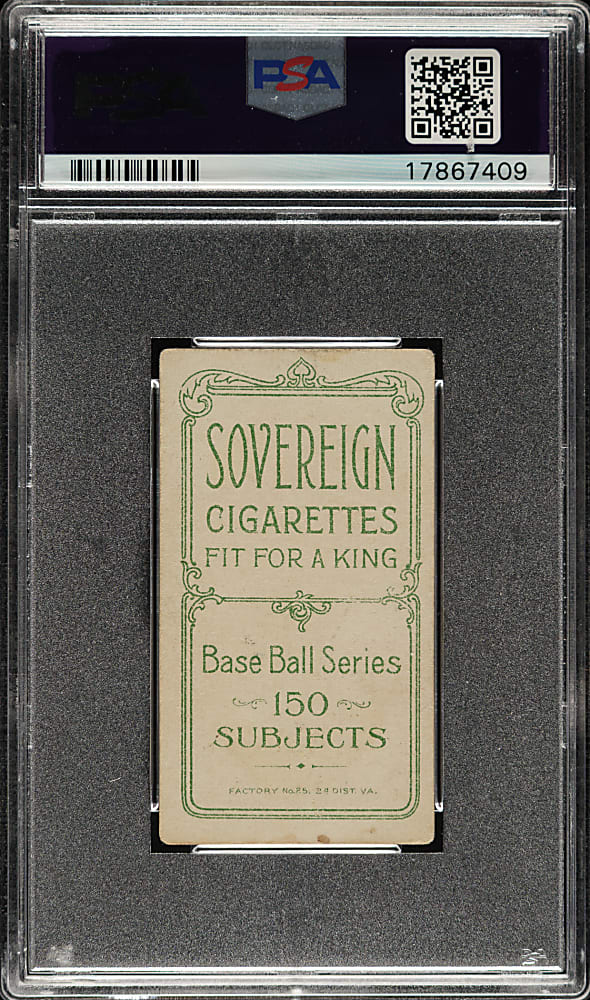 PSA
17867409
SOVEREIGN
CIGARETTES
FIT FOR A KING
Base Ball Series
150
SUBJECTS
FACTORY No. 25, 2d DIST. VA.